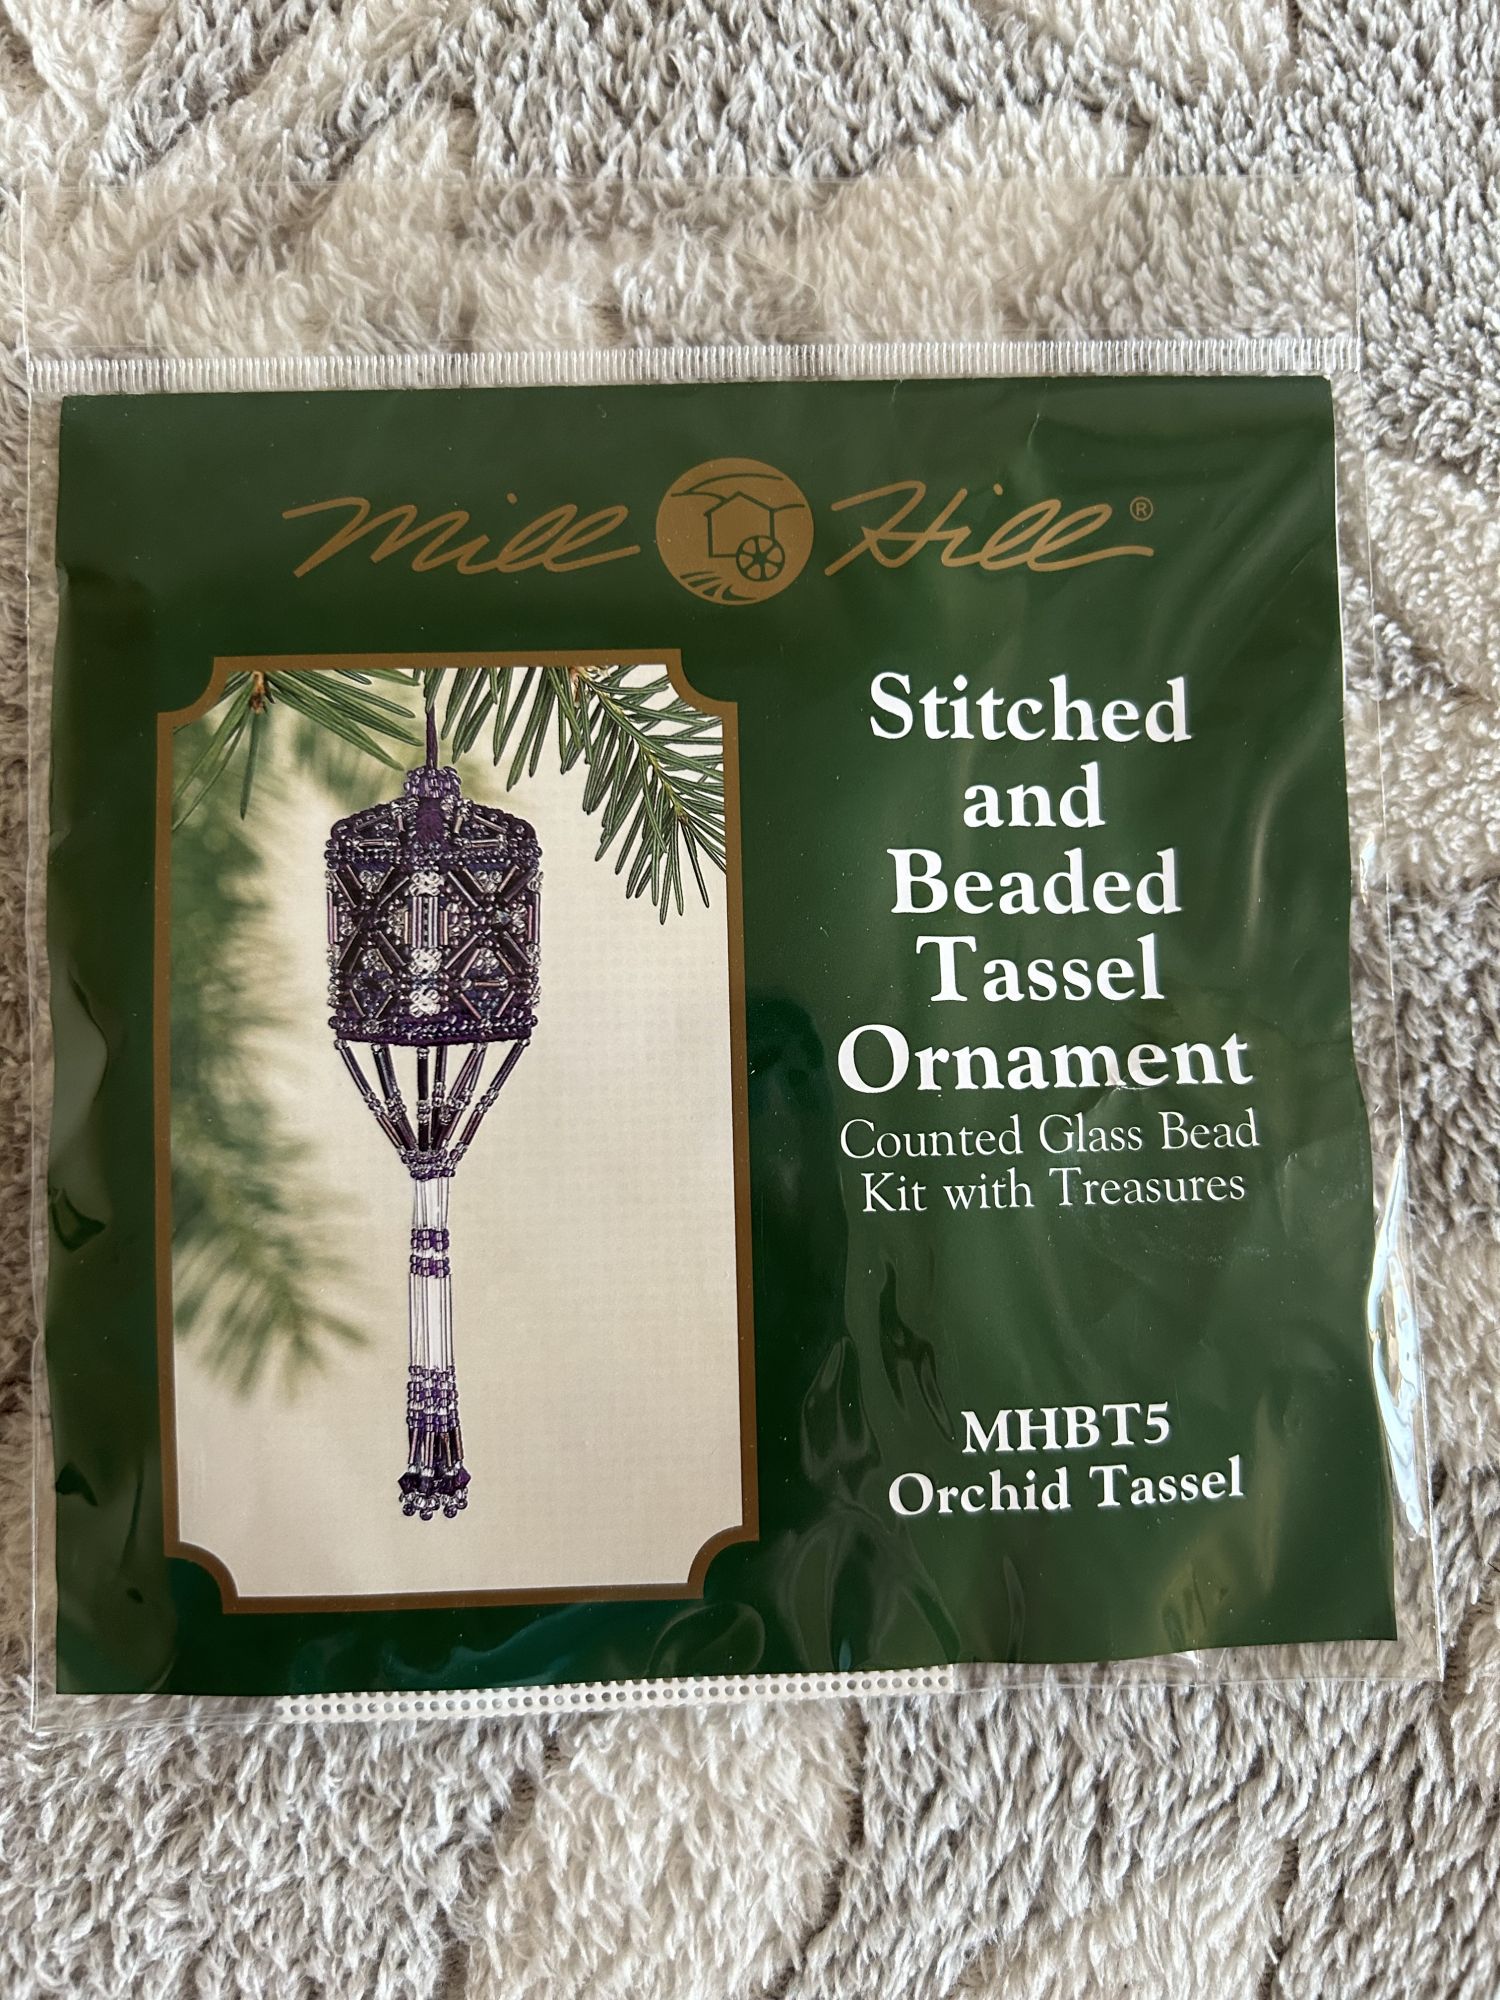 Mill Hill®
Stitched
and
Beaded
Tassel
Ornament
Counted Glass Bead
Kit with Treasures
MHBT5
Orchid Tassel